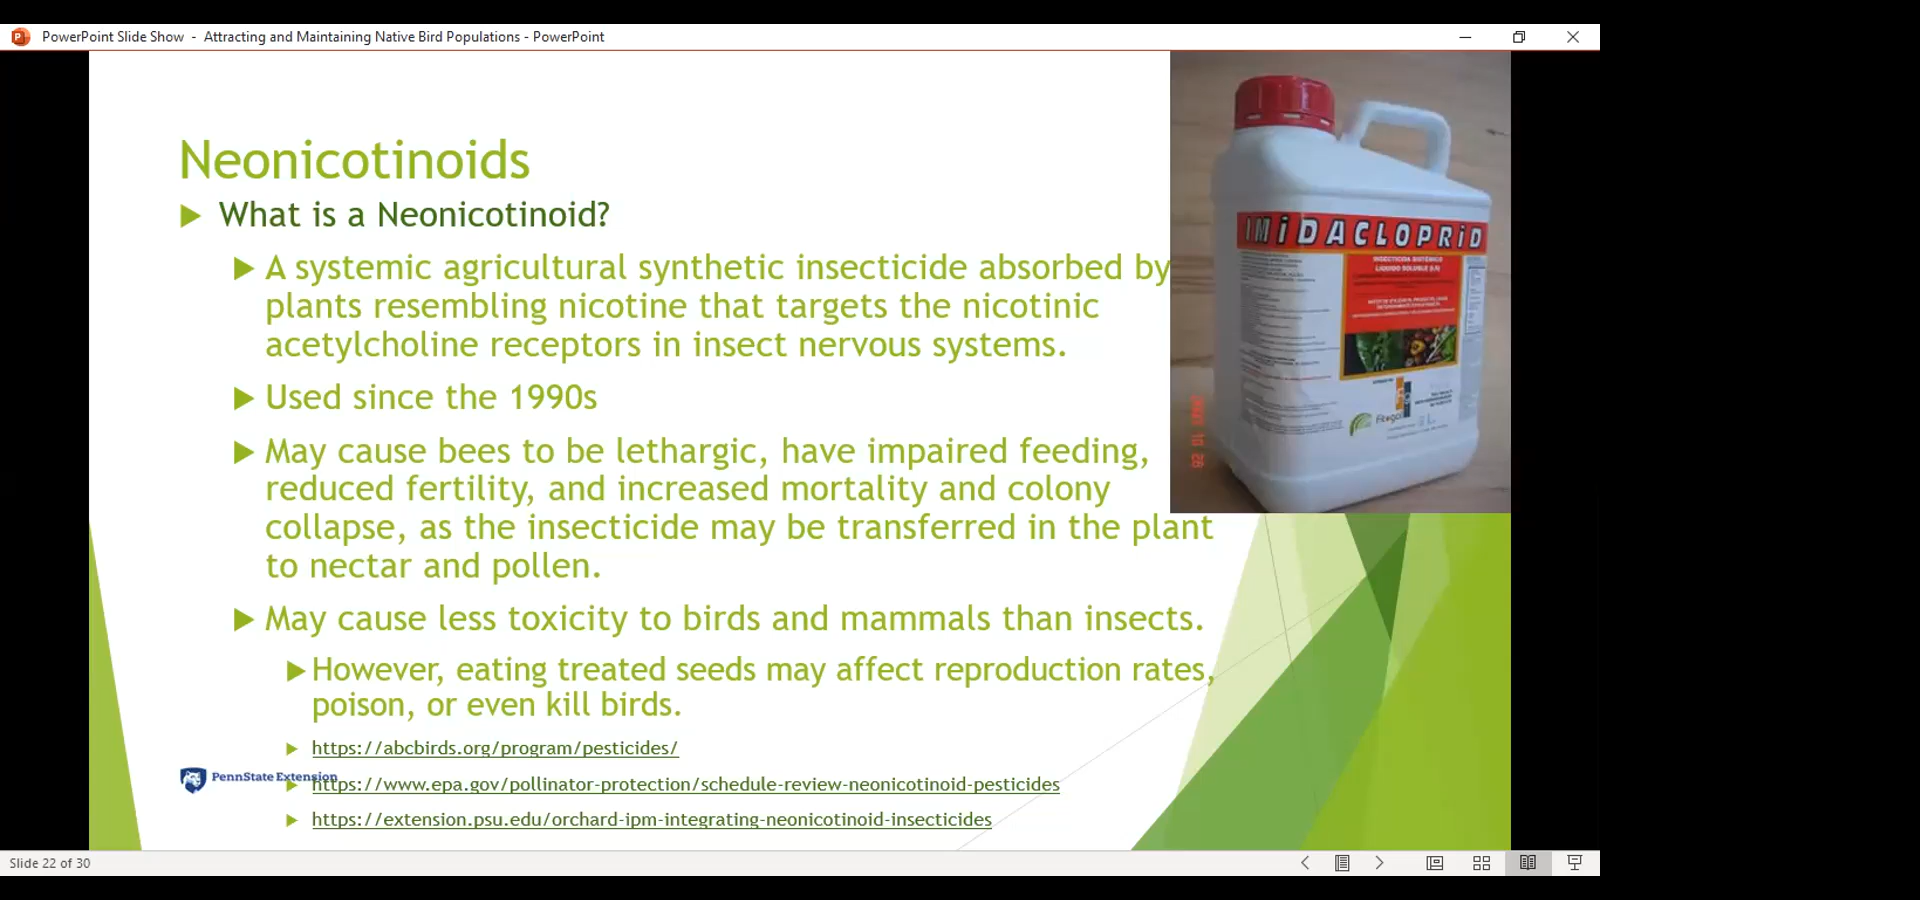 PowerPoint Slide Show - Attracting and Maintaining Native Bird Populations - PowerPoint
Neonicotinoids
What is a Neonicotinoid?
A systemic agricultural synthetic insecticide absorbed by
plants resembling nicotine that targets the nicotinic
acetylcholine receptors in insect nervous systems.
Used since the 1990s
May cause bees to be lethargic, have impaired feeding,
reduced fertility, and increased mortality and colony
collapse, as the insecticide may be transferred in the plant
to nectar and pollen.
May cause less toxicity to birds and mammals than insects.
However, eating treated seeds may affect reproduction rates,
poison, or even kill birds.
https://abcbirds.org/program/pesticides/
PennState Extension
https://www.epa.gov/pollinator-protection/schedule-review-neonicotinoid-pesticides
https://extension.psu.edu/orchard-ipm-integrating-neonicotinoid-insecticides
IMiDACLOPRiD
INSECTICIDA SISTÉMICO
Slide 22 of 30